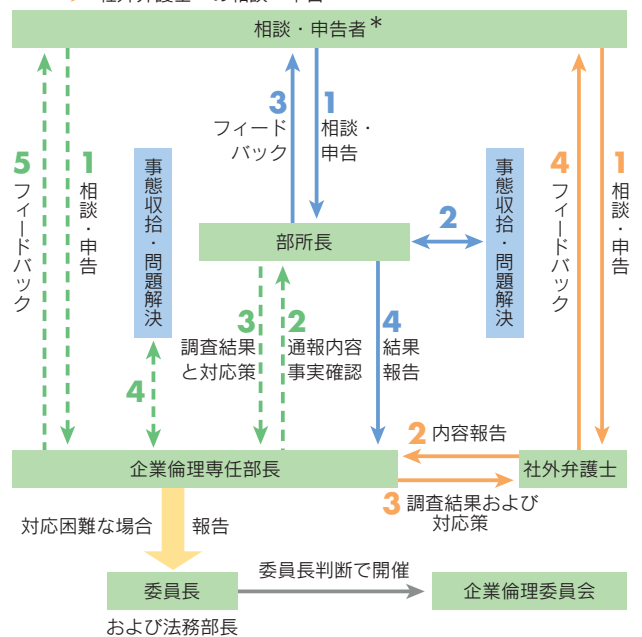 相談・申告者*
5
フィードバック
1
相談・申告
事態収拾・問題解決
3
フィード
バック
1
相談・
申告
2
事態収拾・問題解決
4
フィードバック
1
相談・申告
部所長
3
調査結果
と対応策
2
通報内容
事実確認
4
結果
報告
4
2 内容報告
企業倫理専任部長
社外弁護士
3 調査結果および
対応策
対応困難な場合
報告
委員長
および法務部長
委員長判断で開催
企業倫理委員会